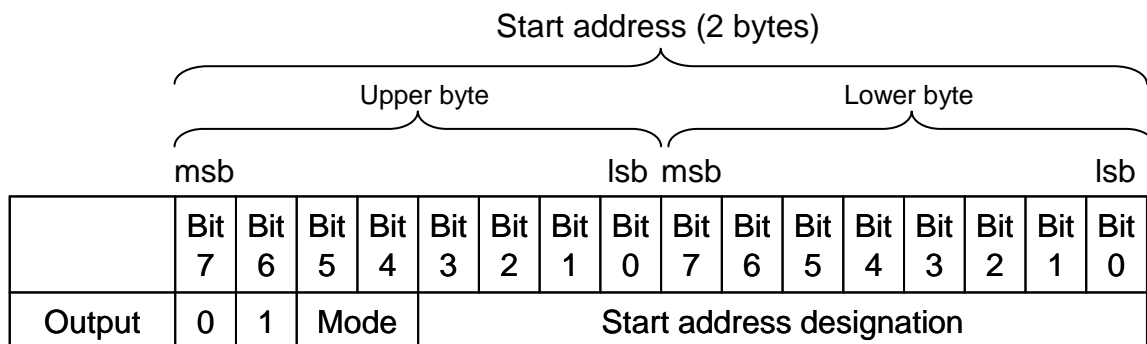 Start address (2 bytes)
Upper byte Lower byte
msb lsb msb lsb
Bit Bit Bit Bit Bit Bit Bit Bit Bit Bit Bit Bit Bit Bit Bit Bit
7 6 5 4 3 2 1 0 7 6 5 4 3 2 1 0
Output 0 1 Mode Start address designation